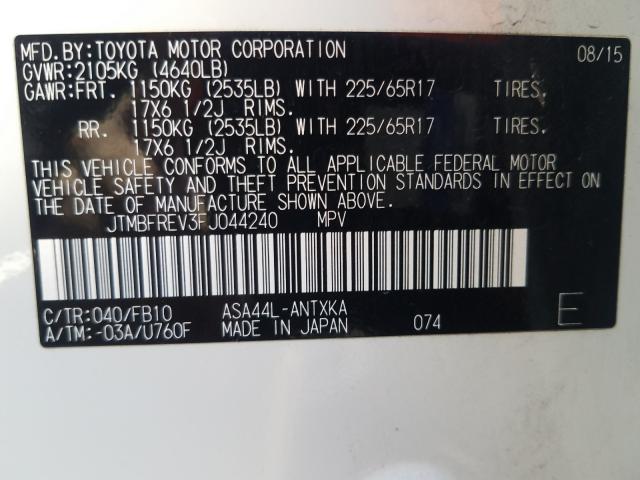 MFD.BY:TOYOTA MOTOR CORPORATION 08/15
GVWR:2105KG (4640LB)
GAWR:FRT. 1150KG (2535LB) WITH 225/65R17 TIRES.
17X6 1/2J RIMS.
RR. 1150KG (2535LB) WITH 225/65R17 TIRES.
17X6 1/2J RIMS.
THIS VEHICLE CONFORMS TO ALL APPLICABLE FEDERAL MOTOR
VEHICLE SAFETY AND THEFT PREVENTION STANDARDS IN EFFECT ON
THE DATE OF MANUFACTURE SHOWN ABOVE.
JTMBFREV3FJ044240 MPV
C/TR:040/FB10 ASA44L-ANTXKA
A/TM:-03A/U760F MADE IN JAPAN 074 E